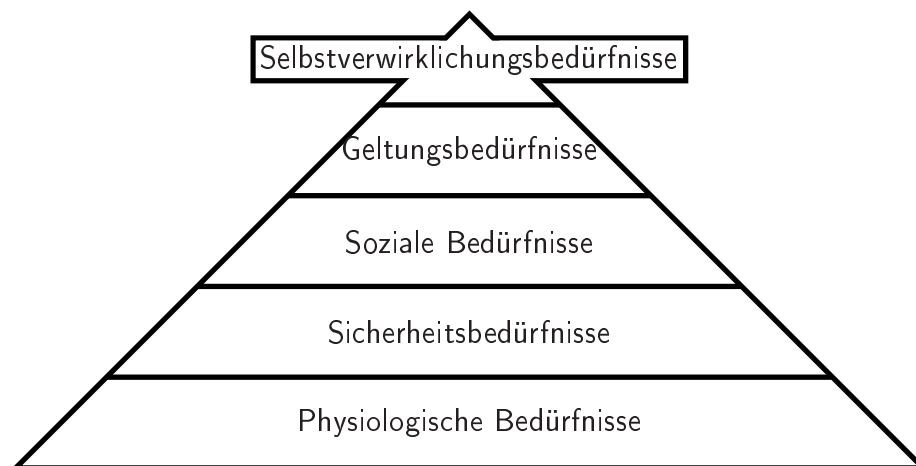 Selbstverwirklichungsbedürfnisse
Geltungsbedürfnisse
Soziale Bedürfnisse
Sicherheitsbedürfnisse
Physiologische Bedürfnisse